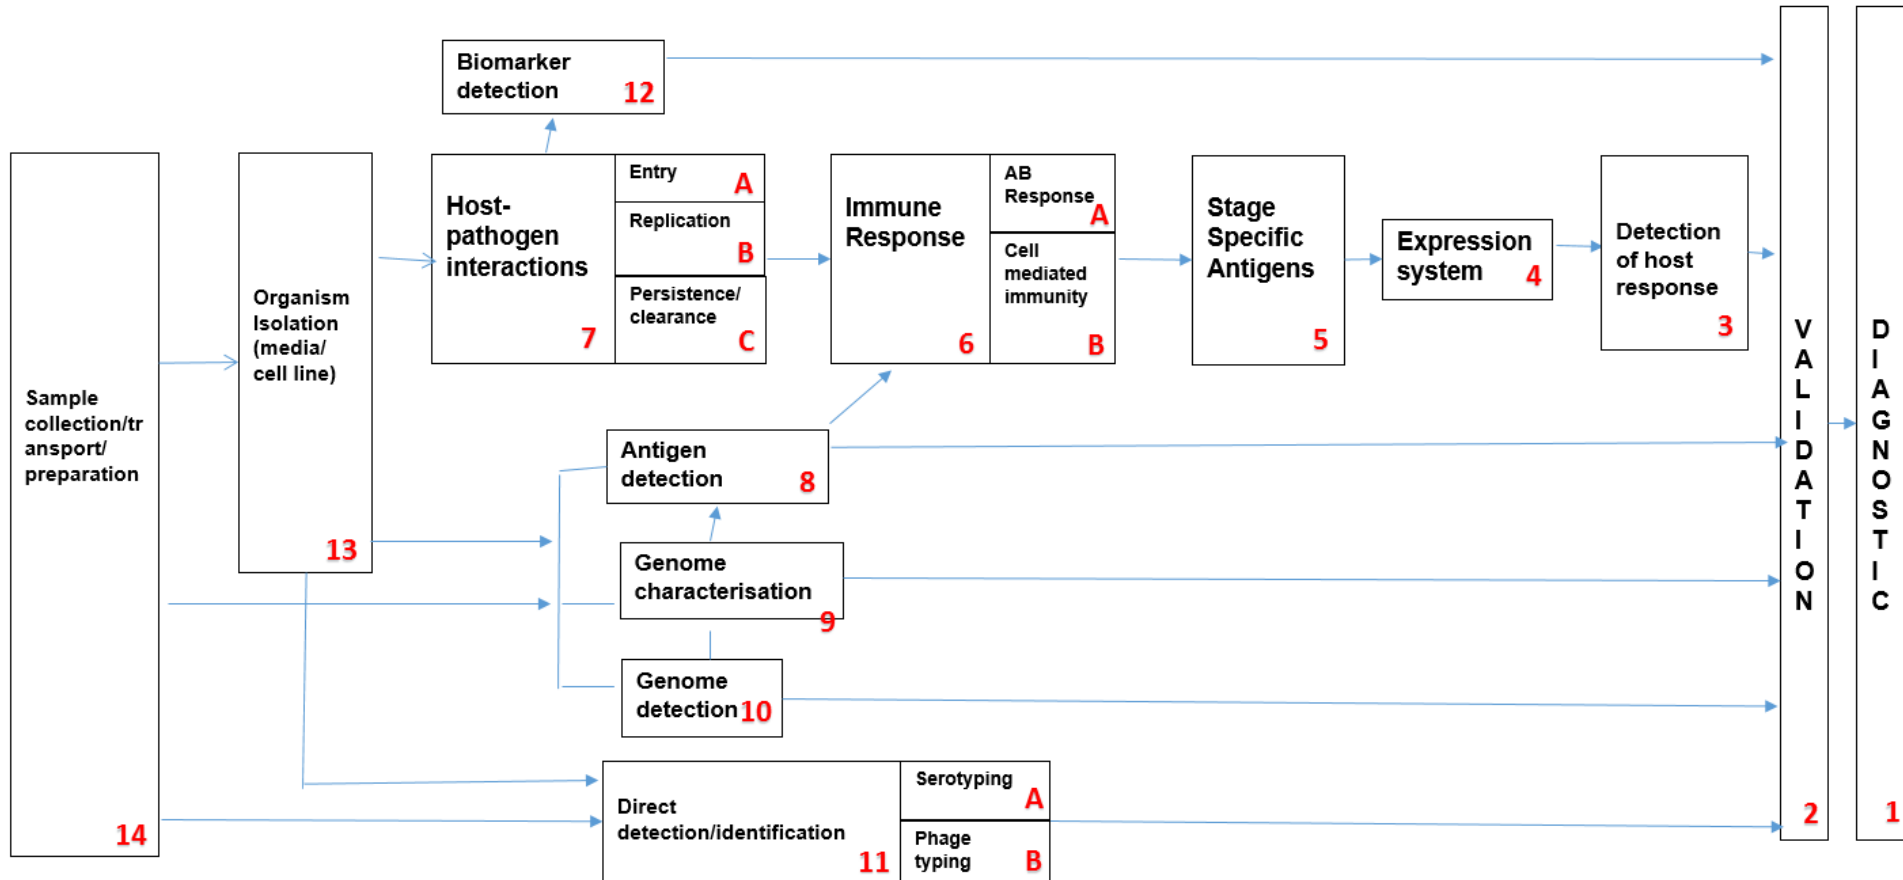 Biomarker
detection
12
Sample
collection/tr
ansport/
preparation
14
Organism
Isolation
(media/
cell line)
13
Host-
pathogen
interactions
7
Entry
A
Replication
B
Persistence/
clearance
C
Immune
Response
6
AB
Response
A
Cell
mediated
immunity
B
Stage
Specific
Antigens
5
Expression
system
4
Detection
of host
response
3
Antigen
detection
8
Genome
characterisation
9
Genome
detection
10
Direct
detection/identification
11
Serotyping
A
Phage
typing
B
VALIDATION
2
DIAGNOSTIC
1